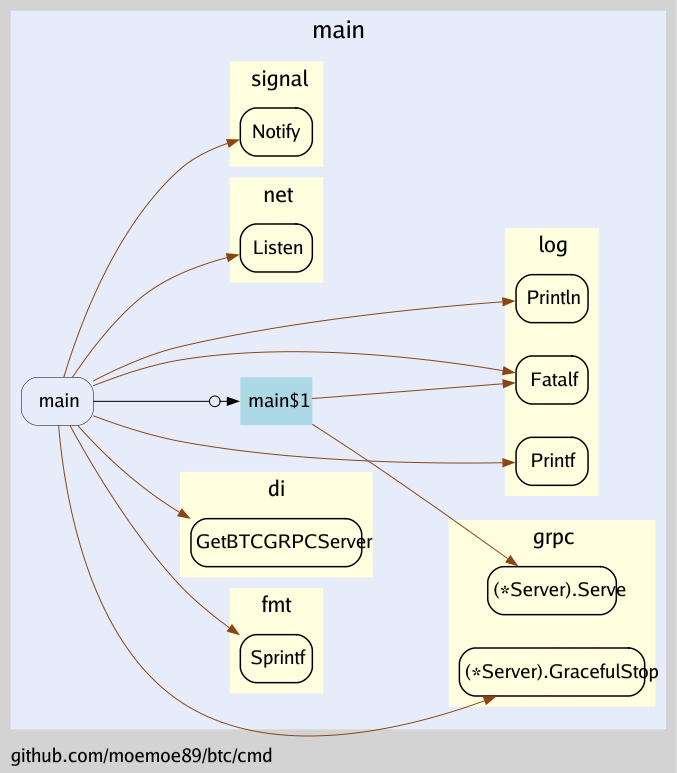 main
signal
Notify
net
Listen
log
Println
Fatalf
Printf
main
main$1
di
GetBTCGRPCServer
fmt
Sprintf
grpc
(*Server).Serve
(*Server).GracefulStop
github.com/moemoe89/btc/cmd